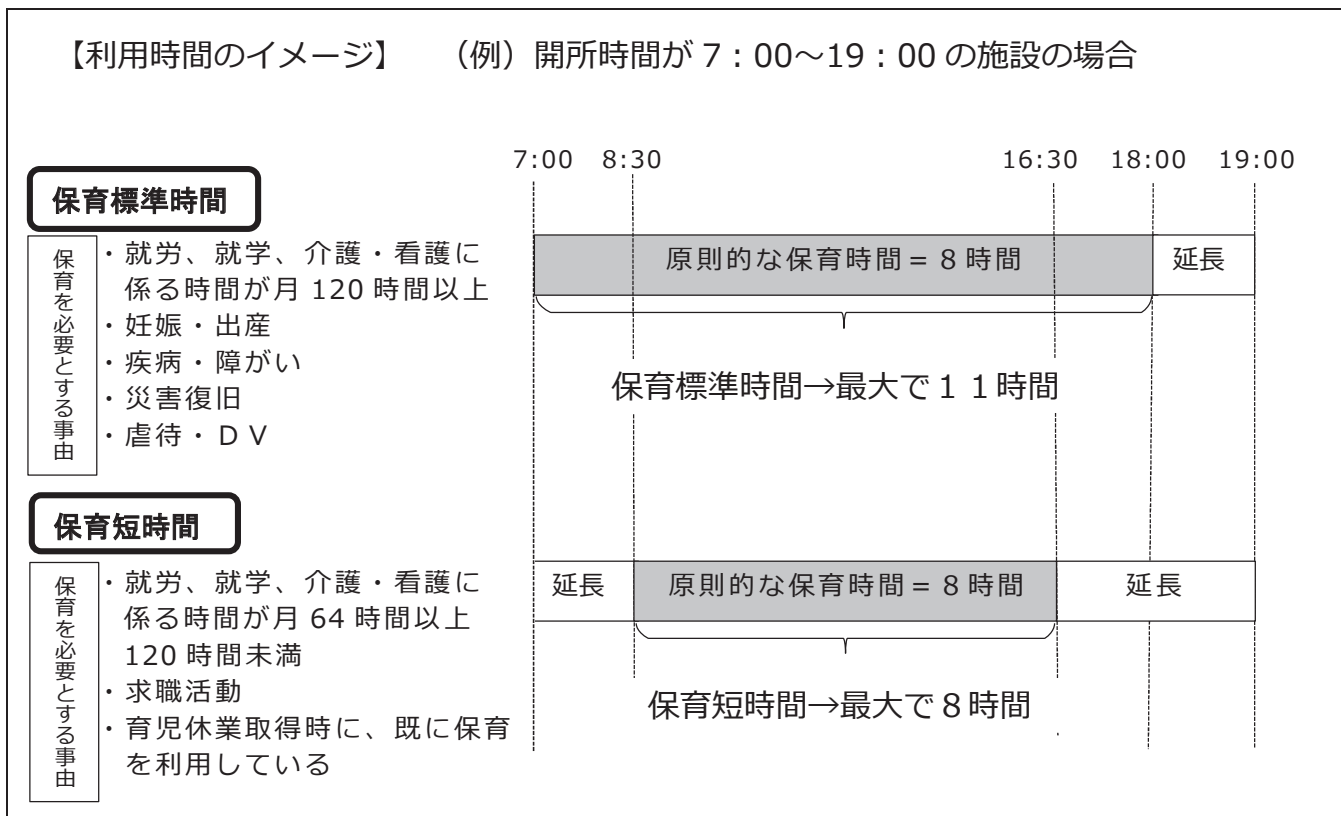 【利用時間のイメージ】 （例）開所時間が 7：00～19：00 の施設の場合
7:00 8:30 16:30 18:00 19:00
保育標準時間
保育を必要とする事由
・就労、就学、介護・看護に
係る時間が月 120 時間以上
・妊娠・出産
・疾病・障がい
・災害復旧
・虐待・ＤＶ
原則的な保育時間＝８時間 延長
保育標準時間→最大で１１時間
保育短時間
保育を必要とする事由
・就労、就学、介護・看護に
係る時間が月 64 時間以上
120 時間未満
・求職活動
・育児休業取得時に、既に保育
を利用している
延長 原則的な保育時間＝８時間 延長
保育短時間→最大で８時間